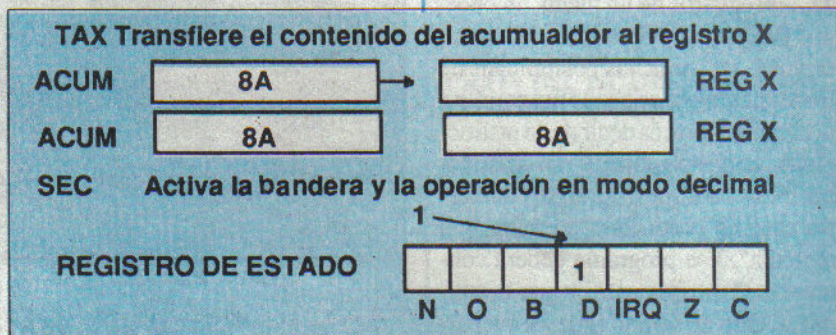 TAX Transfiere el contenido del acumualdor al registro X
ACUM 8A REG X
ACUM 8A 8A REG X
SEC Activa la bandera y la operación en modo decimal
1
REGISTRO DE ESTADO 1
N O B D IRQ Z C